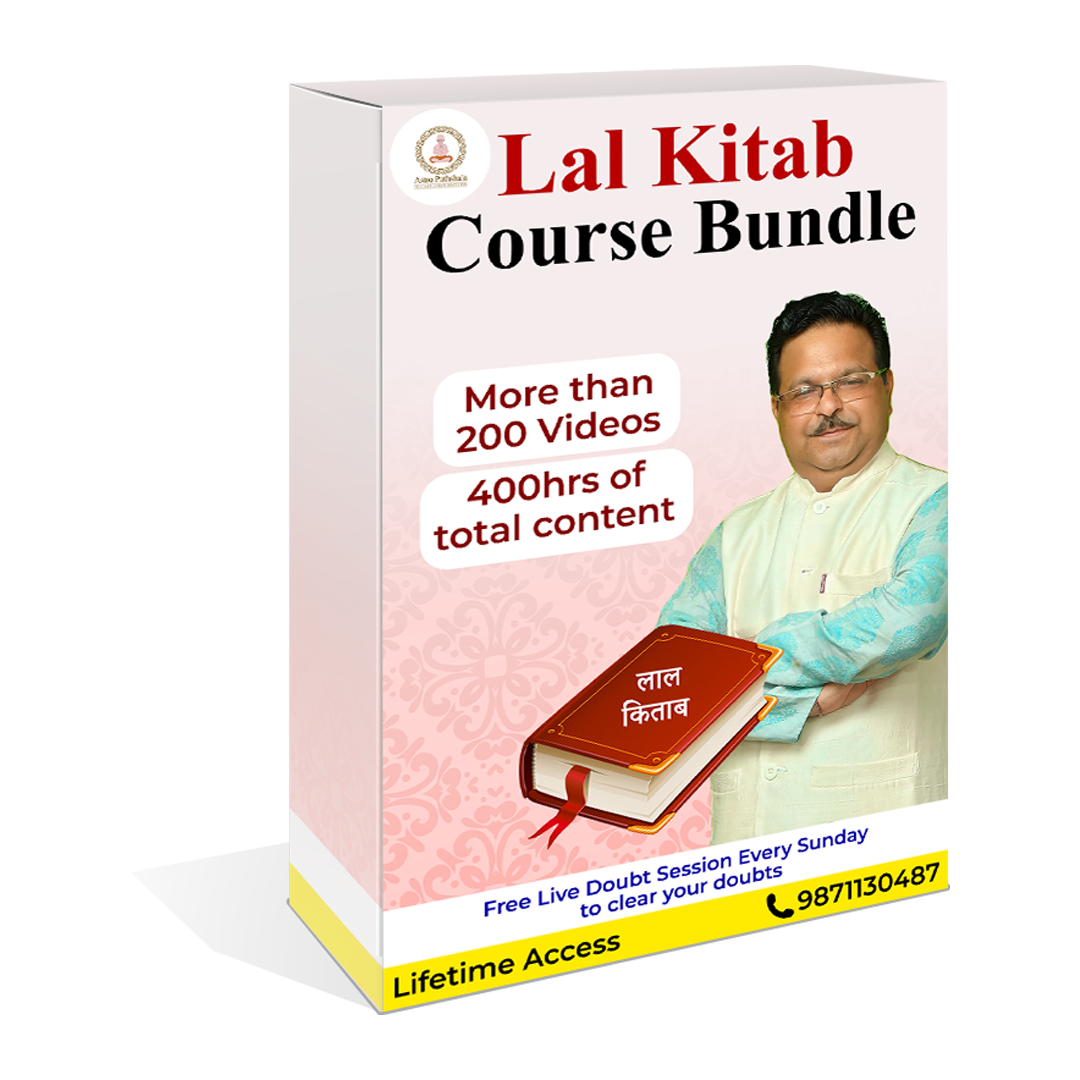 Lal Kitab
Course Bundle
More than
200 Videos
400hrs of
total content
लाल
किताब
Free Live Doubt Session Every Sunday
to clear your doubts
9871130487
Lifetime Access